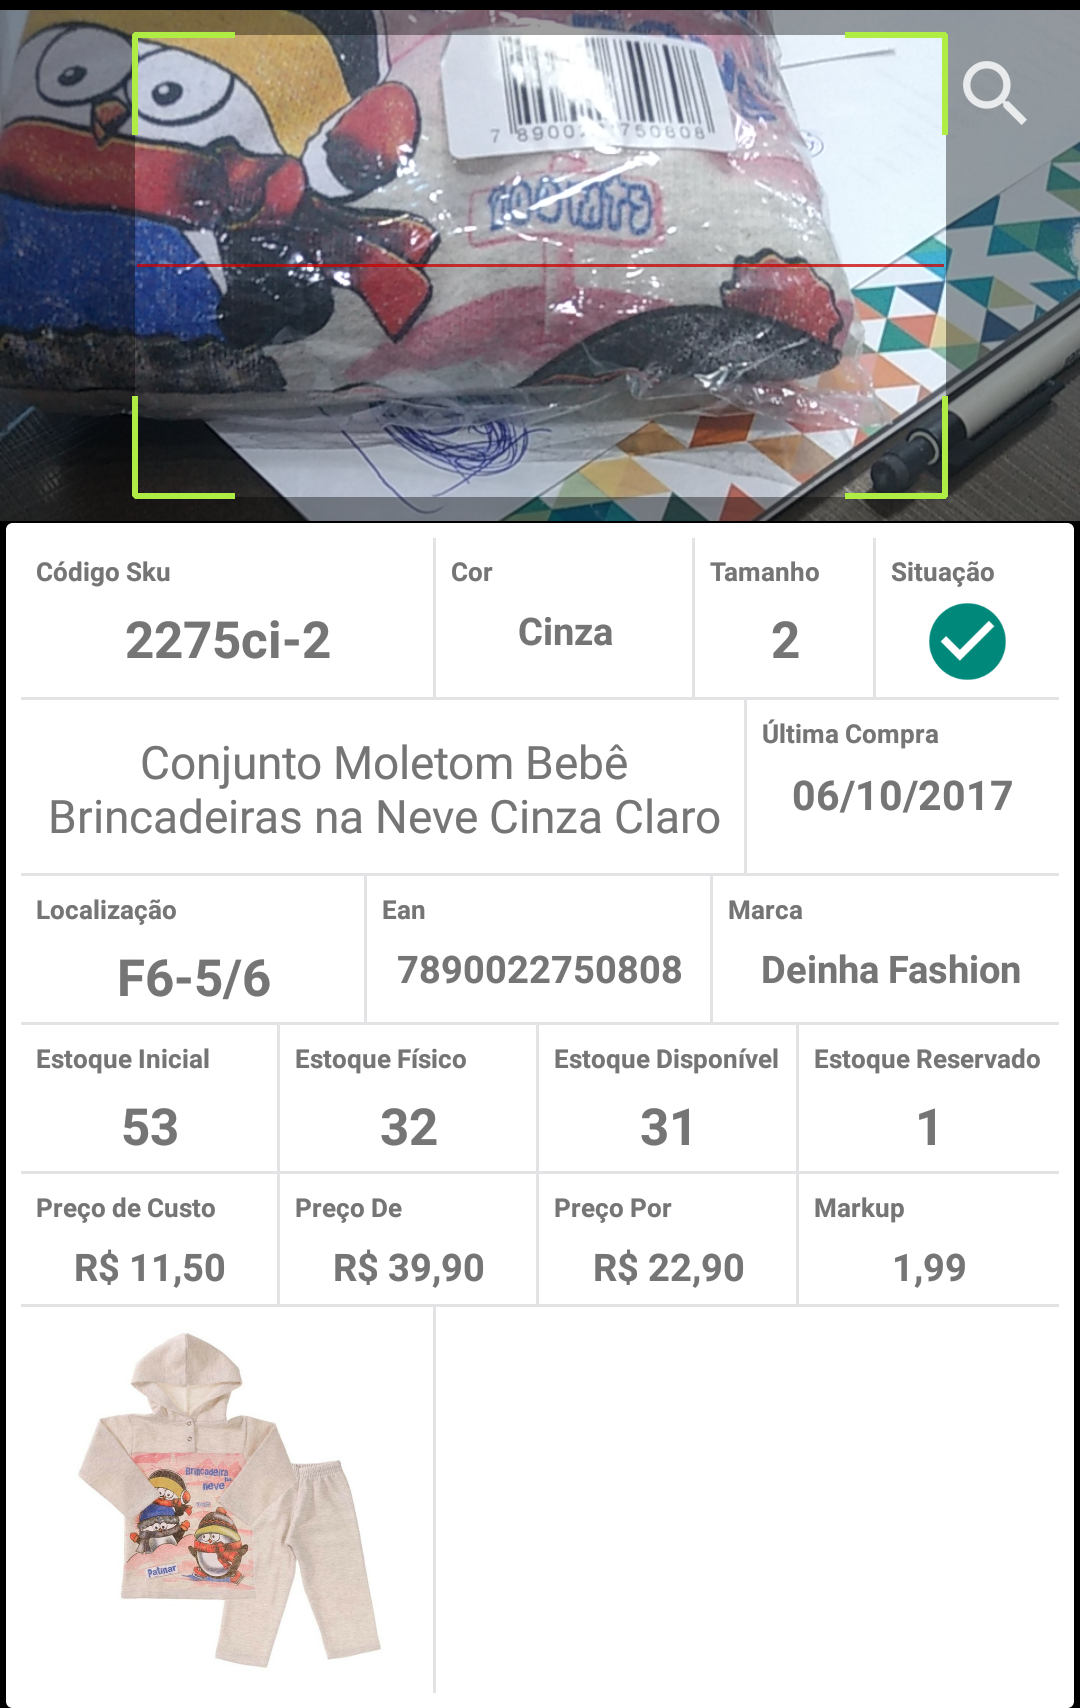 7 890022750808
Código Sku
Cor
Tamanho
Situação
2275ci-2
Cinza
2
Conjunto Moletom Bebê
Brincadeiras na Neve Cinza Claro
Última Compra
06/10/2017
Localização
Ean
Marca
F6-5/6
7890022750808
Deinha Fashion
Estoque Inicial
Estoque Físico
Estoque Disponível
Estoque Reservado
53
32
31
1
Preço de Custo
Preço De
Preço Por
Markup
R$ 11,50
R$ 39,90
R$ 22,90
1,99
Brincadeira
neve
Patinar